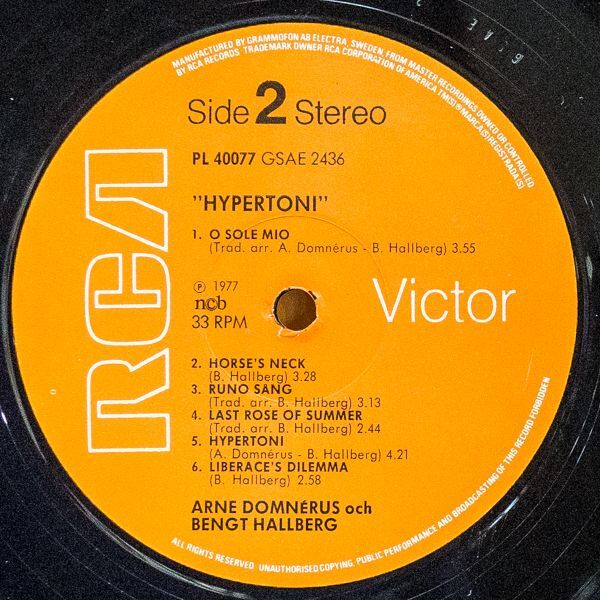 MANUFACTURED BY GRAMMOFON AB ELECTRA, SWEDEN, FROM MASTER RECORDINGS OWNED OR CONTROLLED
BY RCA RECORDS TRADEMARK OWNER RCA CORPORATION OF AMERICA TM(S)®MARCA(S) REGISTRADA(S)
Side 2 Stereo
PL 40077 GSAE 2436
"HYPERTONI"
1. O SOLE MIO
(Trad. arr. A. Domnérus - B. Hallberg) 3.55
RCA
Ⓟ 1977
ncb
33 RPM
Victor
2. HORSE'S NECK
(B. Hallberg) 3.28
3. RUNO SANG
(Trad. arr. B. Hallberg) 3.13
4. LAST ROSE OF SUMMER
(Trad. arr. B. Hallberg) 2.44
5. HYPERTONI
(A. Domnérus - B. Hallberg) 4.21
6. LIBERACE'S DILEMMA
(B. Hallberg) 2.58
ARNE DOMNéRUS och
BENGT HALLBERG
ALL RIGHTS RESERVED UNAUTHORISED COPYING, PUBLIC PERFORMANCE AND BROADCASTING OF THIS RECORD FORBIDDEN